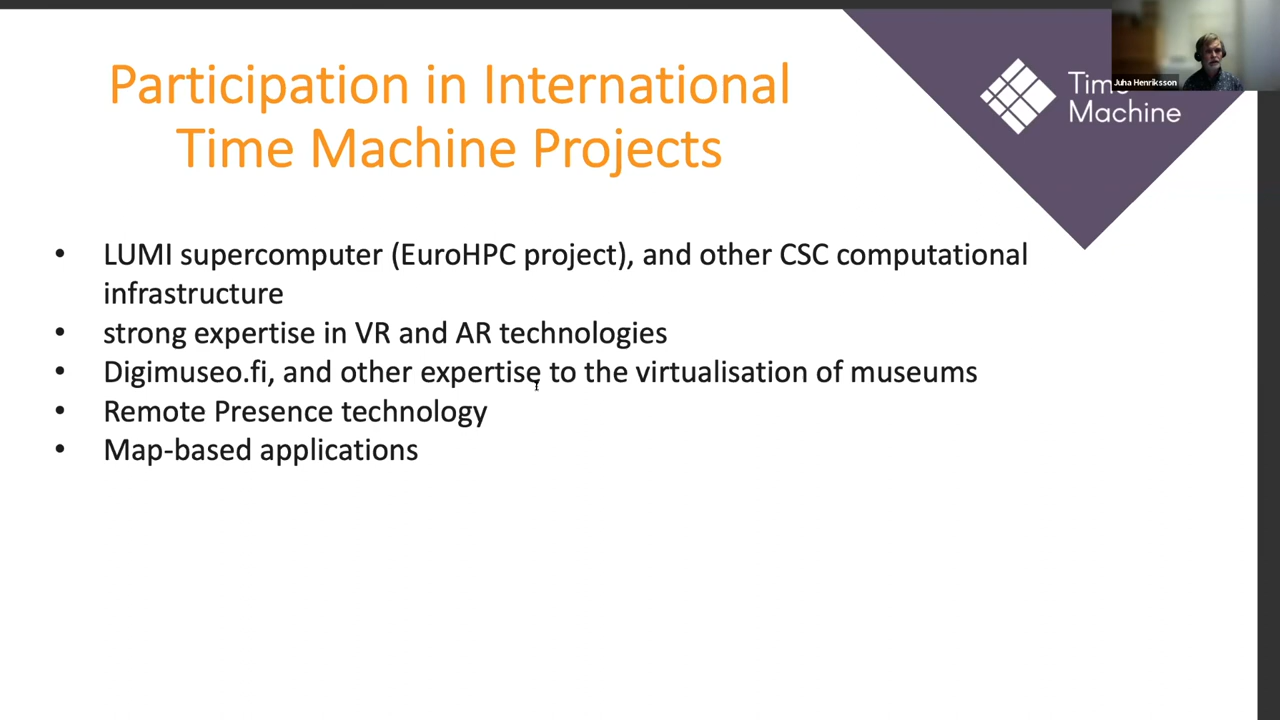 Participation in International
Time Machine Projects
Juha Henriksson
Machine
• LUMI supercomputer (EuroHPC project), and other CSC computational
infrastructure
• strong expertise in VR and AR technologies
• Digimuseo.fi, and other expertise to the virtualisation of museums
• Remote Presence technology
• Map-based applications